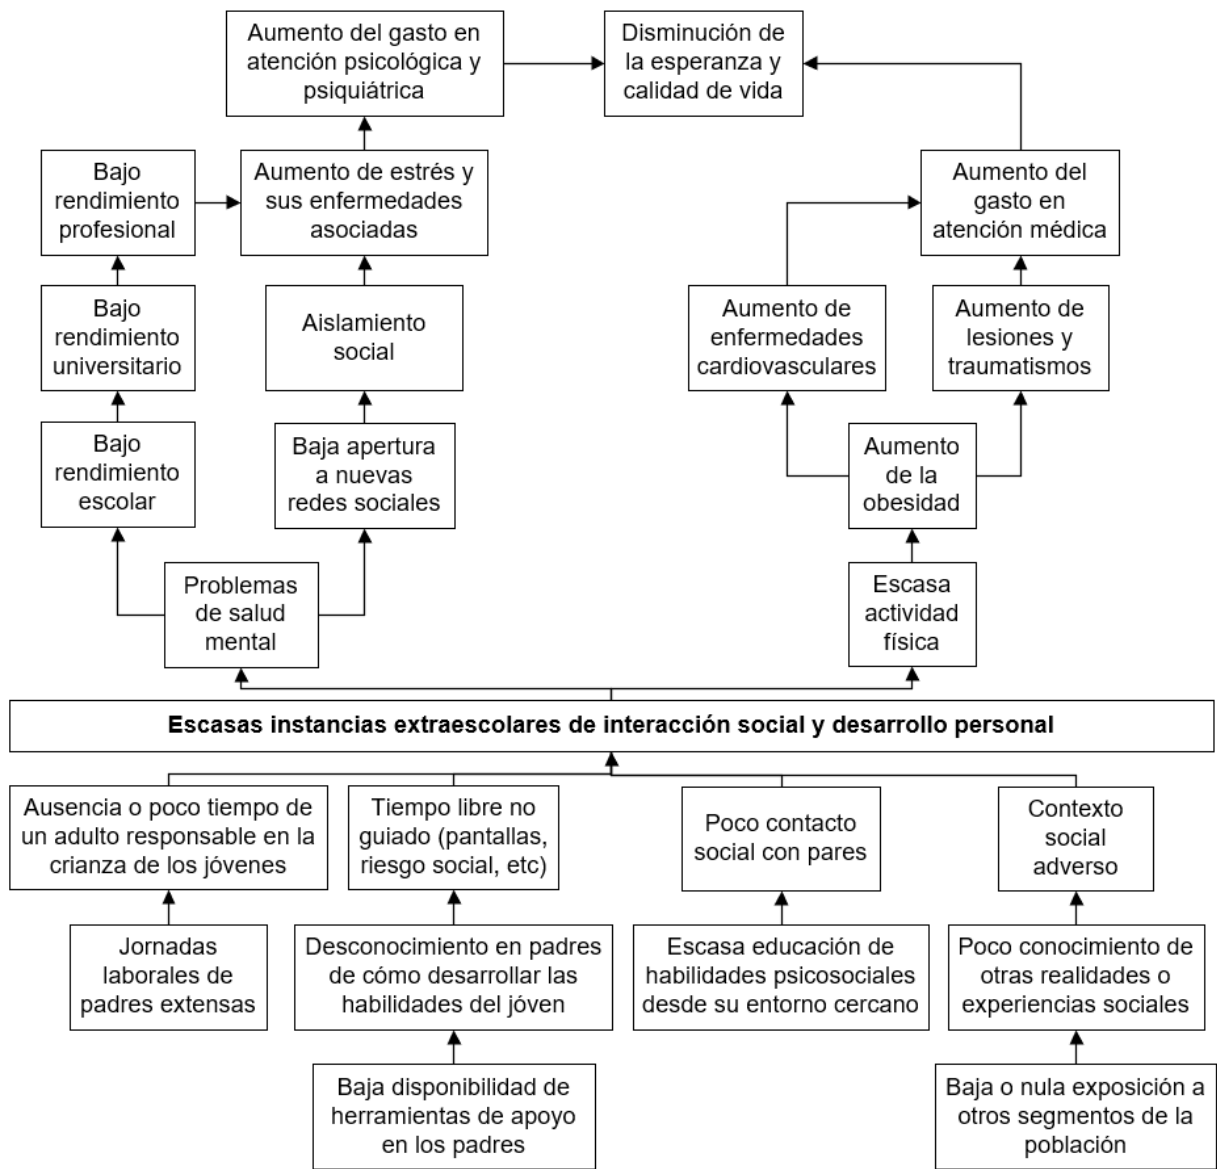 Aumento del gasto en
atención psicológica y
psiquiátrica
Disminución de
la esperanza y
calidad de vida
Bajo
rendimiento
profesional
Aumento de estrés y
sus enfermedades
asociadas
Aumento del
gasto en
atención médica
Bajo
rendimiento
universitario
Aislamiento
social
Aumento de
enfermedades
cardiovasculares
Aumento de
lesiones y
traumatismos
Bajo
rendimiento
escolar
Baja apertura
a nuevas
redes sociales
Aumento
de la
obesidad
Problemas
de salud
mental
Escasa
actividad
física
Escasas instancias extraescolares de interacción social y desarrollo personal
Ausencia o poco tiempo de
un adulto responsable en la
crianza de los jóvenes
Tiempo libre no
guiado (pantallas,
riesgo social, etc)
Poco contacto
social con pares
Contexto
social
adverso
Jornadas
laborales de
padres extensas
Desconocimiento en padres
de cómo desarrollar las
habilidades del jóven
Escasa educación de
habilidades psicosociales
desde su entorno cercano
Poco conocimiento de
otras realidades o
experiencias sociales
Baja disponibilidad de
herramientas de apoyo
en los padres
Baja o nula exposición a
otros segmentos de la
población